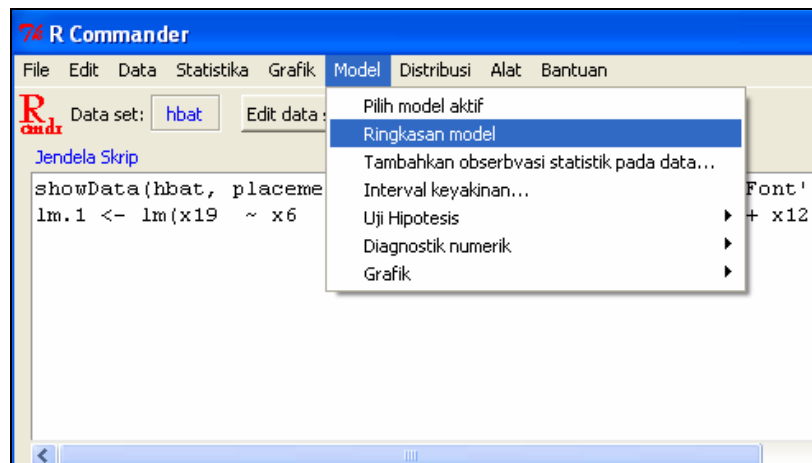 R Commander
File Edit Data Statistika Grafik Model Distribusi Alat Bantuan
R cmdr Data set: hbat Edit data
Jendela Skrip
Pilih model aktif
Ringkasan model
Tambahkan obserbvasi statistik pada data...
Interval keyakinan...
Uji Hipotesis
Diagnostik numerik
Grafik
showData(hbat, placeme Font'
lm.1 <- lm(x19 ~ x6 + x12